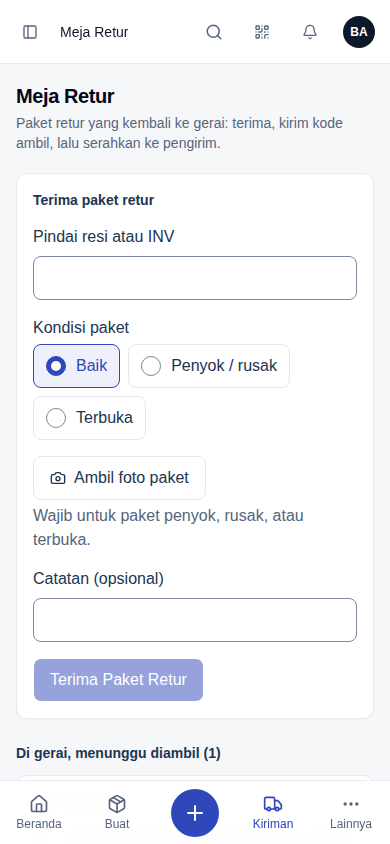 Meja Retur
BA
Meja Retur
Paket retur yang kembali ke gerai: terima, kirim kode
ambil, lalu serahkan ke pengirim.
Terima paket retur
Pindai resi atau INV
Kondisi paket
Baik
Penyok / rusak
Terbuka
Ambil foto paket
Wajib untuk paket penyok, rusak, atau
terbuka.
Catatan (opsional)
Terima Paket Retur
Di gerai, menunggu diambil (1)
Beranda
Buat
Kiriman
Lainnya